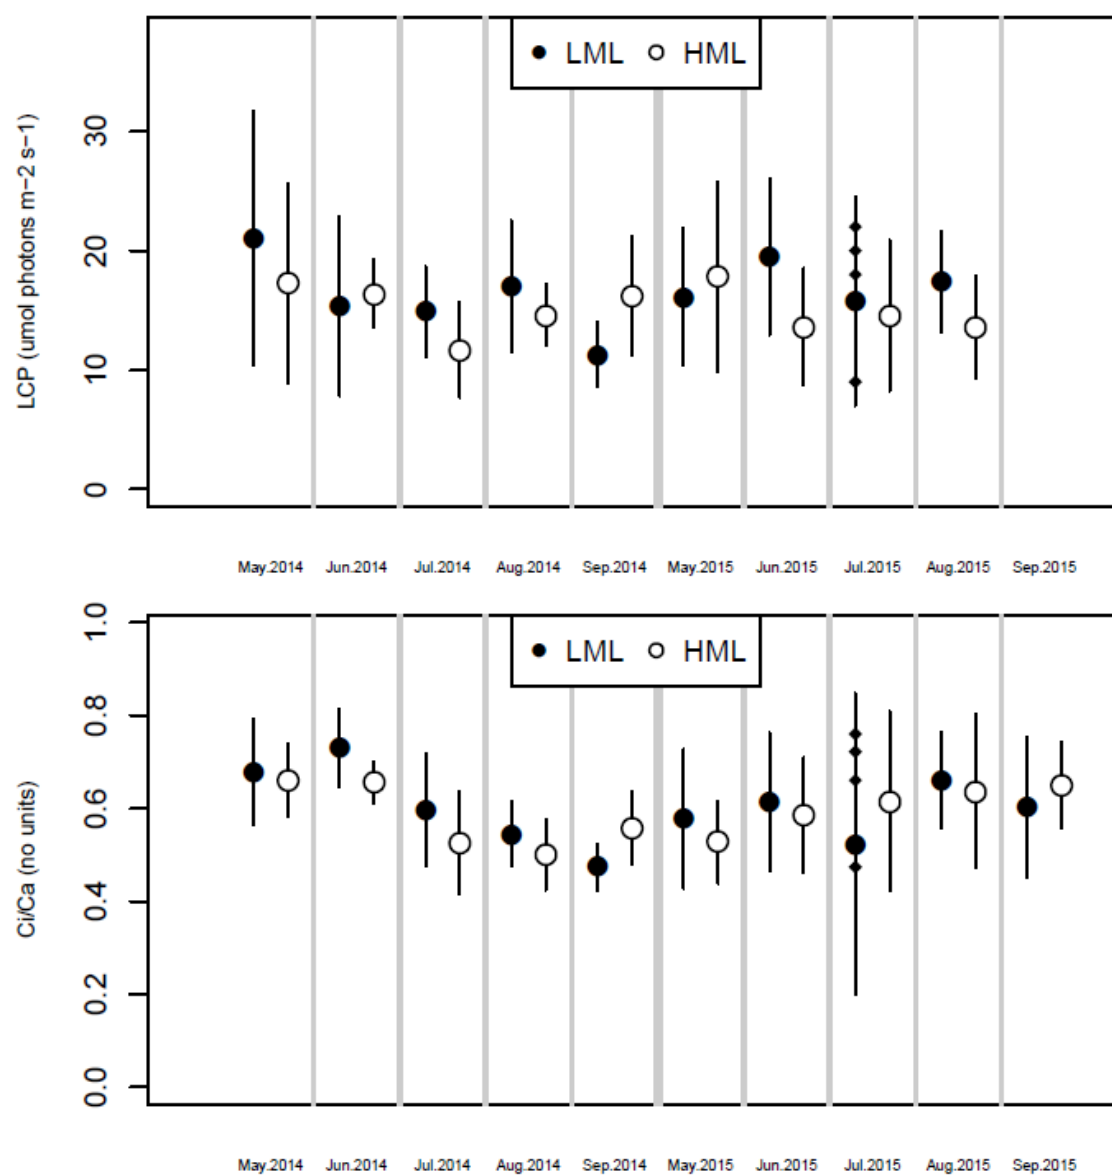 LML HML
LCP (umol photons m−2 s−1)
30
20
10
0
May.2014 Jun.2014 Jul.2014 Aug.2014 Sep.2014 May.2015 Jun.2015 Jul.2015 Aug.2015 Sep.2015
LML HML
Ci/Ca (no units)
1.0
0.8
0.6
0.4
0.2
0.0
May.2014 Jun.2014 Jul.2014 Aug.2014 Sep.2014 May.2015 Jun.2015 Jul.2015 Aug.2015 Sep.2015